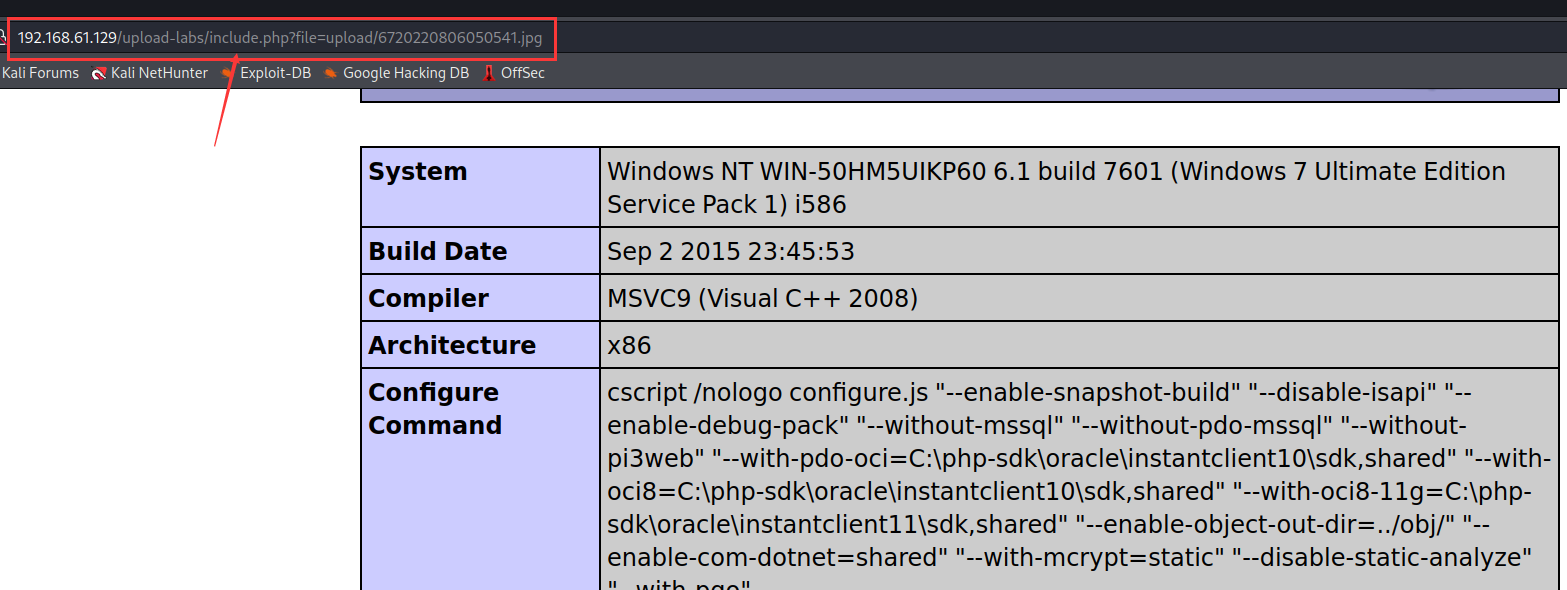 192.168.61.129/upload-labs/include.php?file=upload/6720220806050541.jpg
Kali Forums Kali NetHunter Exploit-DB Google Hacking DB OffSec
System
Windows NT WIN-50HM5UIKP60 6.1 build 7601 (Windows 7 Ultimate Edition
Service Pack 1) i586
Build Date
Sep 2 2015 23:45:53
Compiler
MSVC9 (Visual C++ 2008)
Architecture
x86
Configure
Command
cscript /nologo configure.js "--enable-snapshot-build" "--disable-isapi" "--
enable-debug-pack" "--without-mssql" "--without-pdo-mssql" "--without-
pi3web" "--with-pdo-oci=C:\php-sdk\oracle\instantclient10\sdk,shared" "--with-
oci8=C:\php-sdk\oracle\instantclient10\sdk,shared" "--with-oci8-11g=C:\php-
sdk\oracle\instantclient11\sdk,shared" "--enable-object-out-dir=../obj/" "--
enable-com-dotnet=shared" "--with-mcrypt=static" "--disable-static-analyze"
"--with-pgo"